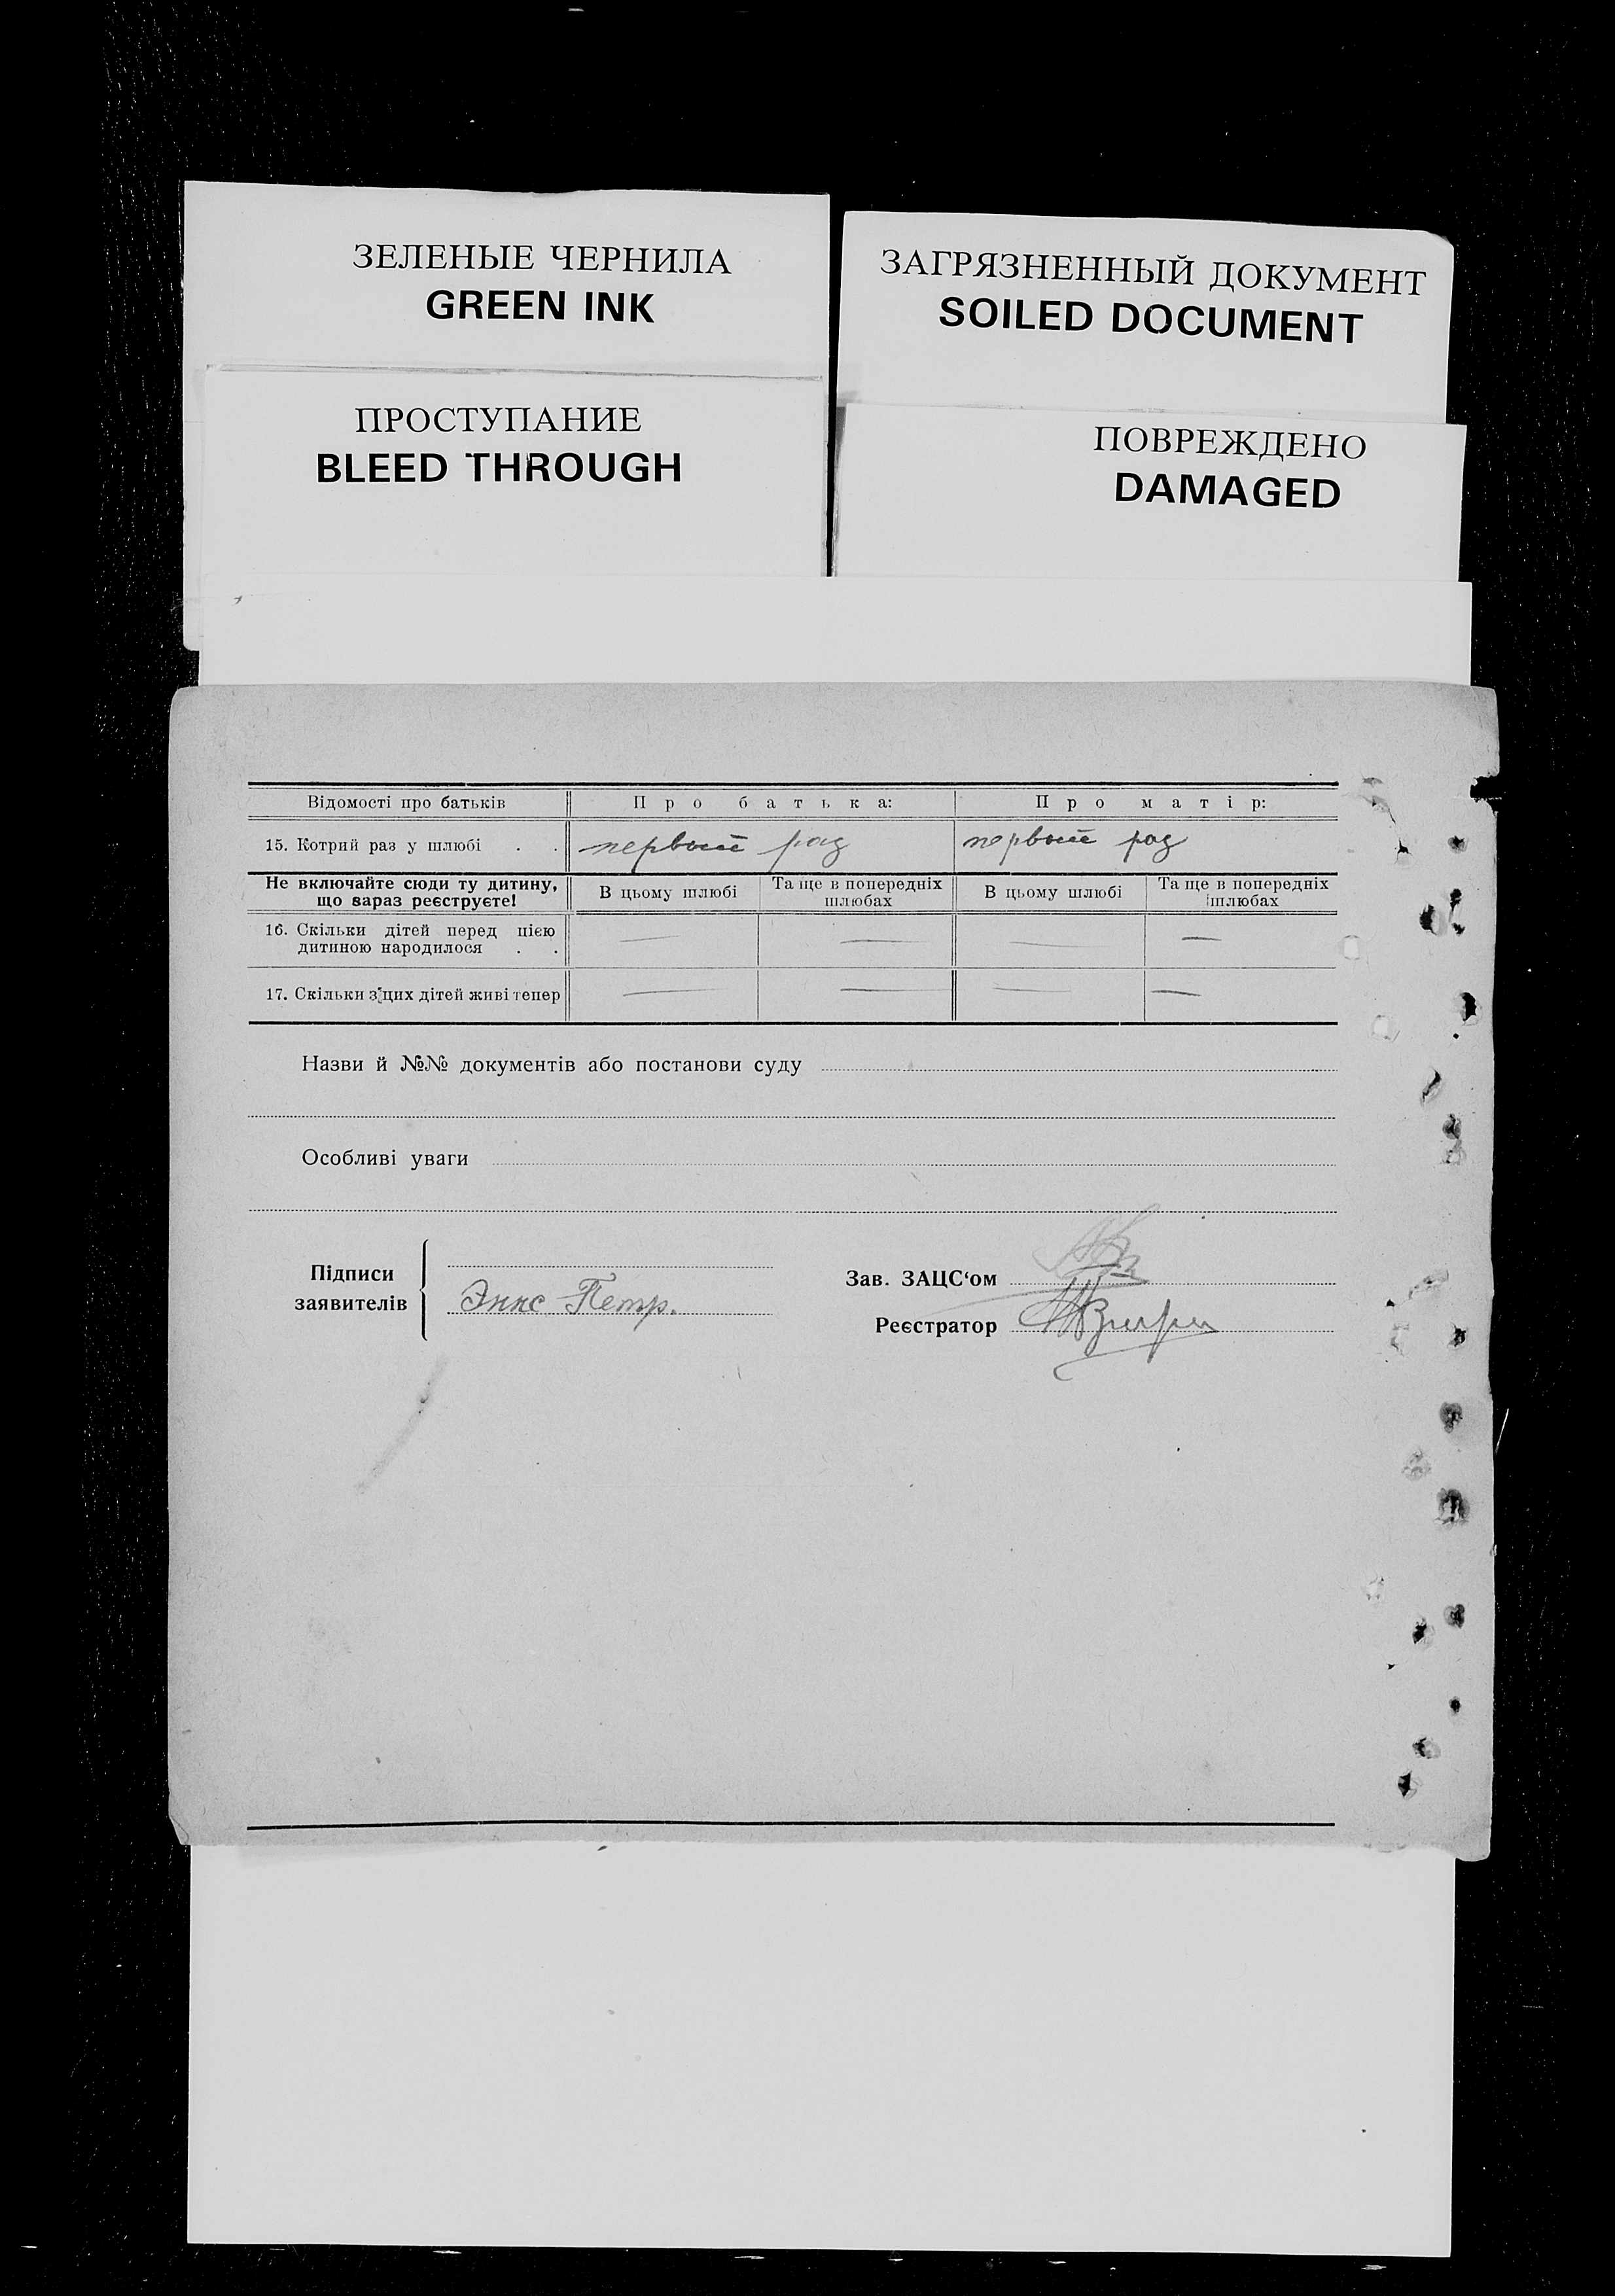 ЗЕЛЕНЫЕ ЧЕРНИЛА
GREEN INK
ЗАГРЯЗНЕННЫЙ ДОКУМЕНТ
SOILED DOCUMENT
ПРОСТУПАНИЕ
BLEED THROUGH
ПОВРЕЖДЕНО
DAMAGED
Відомості про батьків Про батька: Про матір:
15. Котрий раз у шлюбі . . первый раз первый раз
Не включайте сюди ту дитину, що зараз реєструєте! В цьому шлюбі Та ще в попередніх шлюбах В цьому шлюбі Та ще в попередніх шлюбах
16. Скільки дітей перед цією
дитиною народилося . . — — — —
17. Скільки з цих дітей живі тепер — — — —
Назви й №№ документів або постанови суду
Особливі уваги
Підписи
заявителів
Эннс Петр.
Зав. ЗАЦС‘ом
Реєстратор